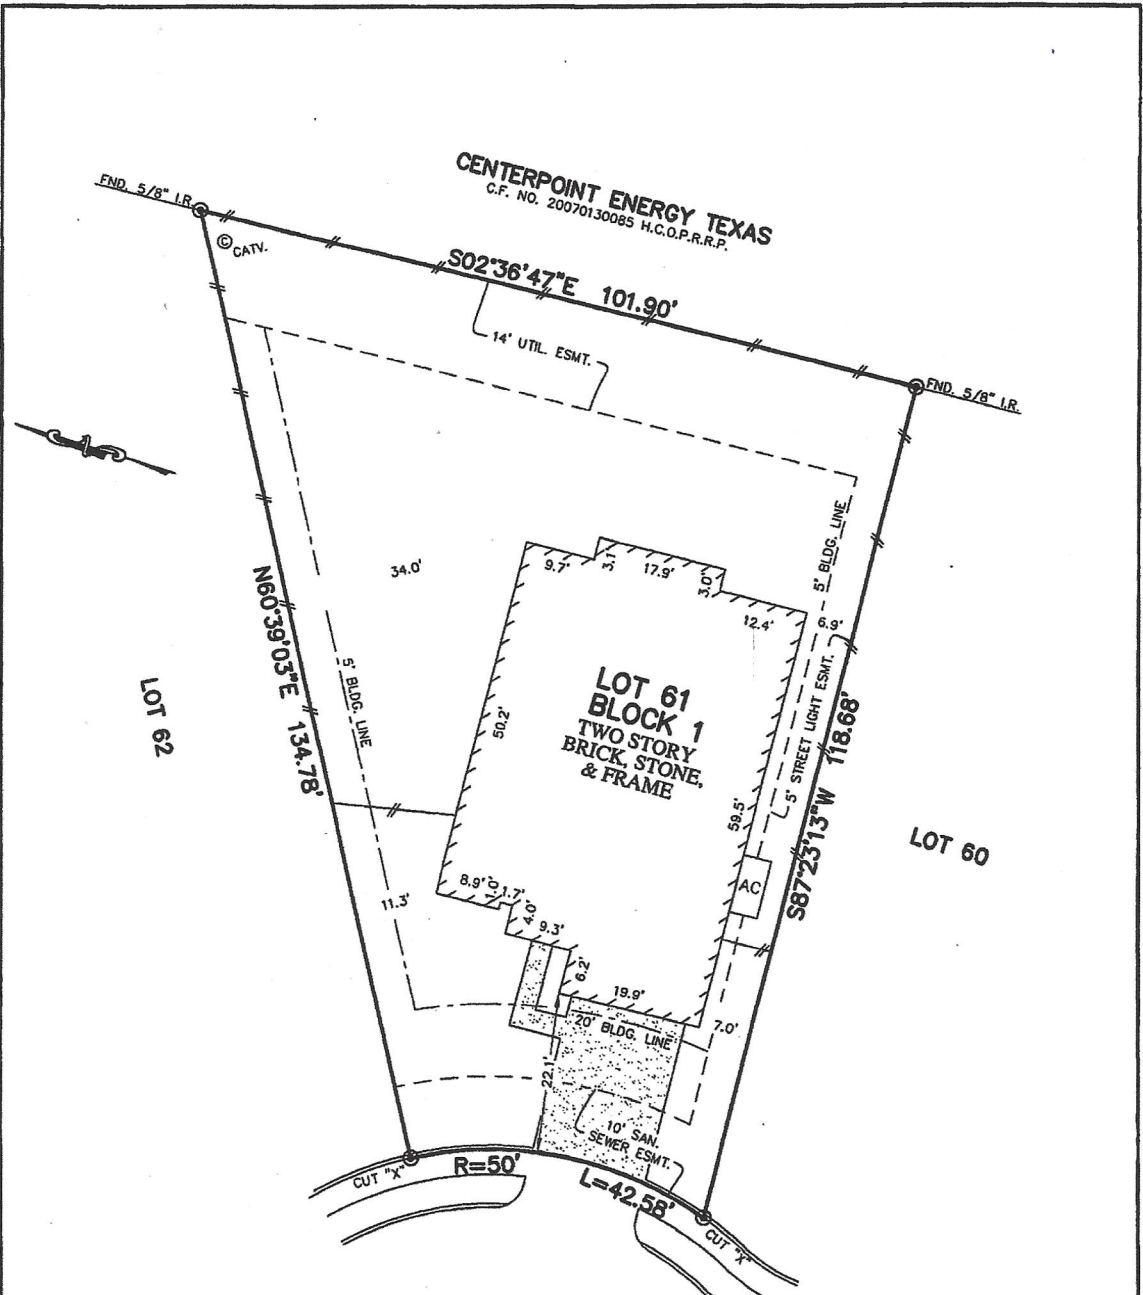 CENTERPOINT ENERGY TEXAS
C.F. NO. 20070130085 H.C.O.P.R.R.P.
FND. 5/8" I.R.
© CATV.
S02°36'47"E 101.90'
14' UTIL. ESMT.
FND. 5/8" I.R.
5' BLDG. LINE
34.0'
9.7'
3.1'
17.9'
3.0'
12.4'
6.9'
N60°39'03"E 134.78'
5' BLDG. LINE
LOT 62
50.2'
LOT 61
BLOCK 1
TWO STORY
BRICK, STONE,
& FRAME
5' STREET LIGHT ESMT.
S87°23'13"W 118.68'
59.5'
LOT 60
AC
11.3'
8.9'
1.0'
1.7'
4.0'
9.3'
6.2'
19.9'
20' BLDG. LINE
7.0'
22.1'
10' SAN.
SEWER ESMT.
CUT "X"
R=50'
L=42.58'
CUT "X"